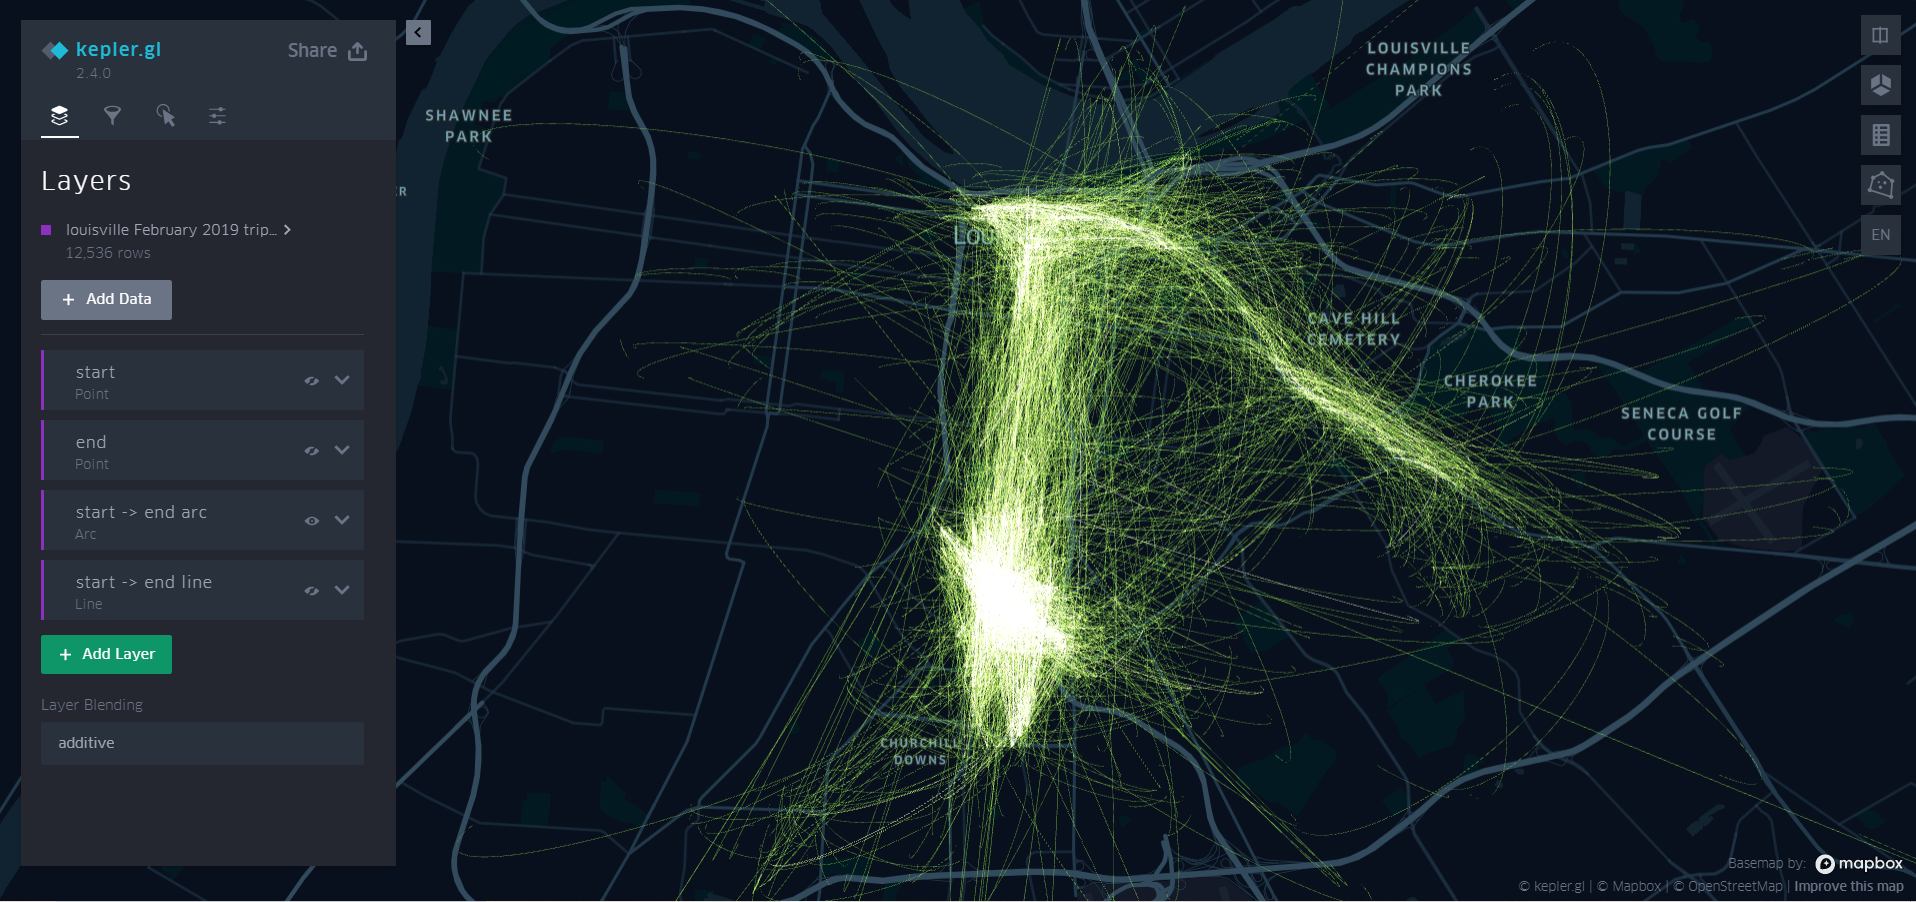 kepler.gl
2.4.0
Share
Layers
louisville February 2019 trip...
12,536 rows
+ Add Data
start
Point
end
Point
start -> end arc
Arc
start -> end line
Line
+ Add Layer
Layer Blending
additive
SHAWNEE
PARK
LOUISVILLE
CHAMPIONS
PARK
Lou
CAVE HILL
CEMETERY
CHEROKEE
PARK
SENECA GOLF
COURSE
CHURCHILL
DOWNS
EN
Basemap by: mapbox
© kepler.gl | © Mapbox | © OpenStreetMap | Improve this map